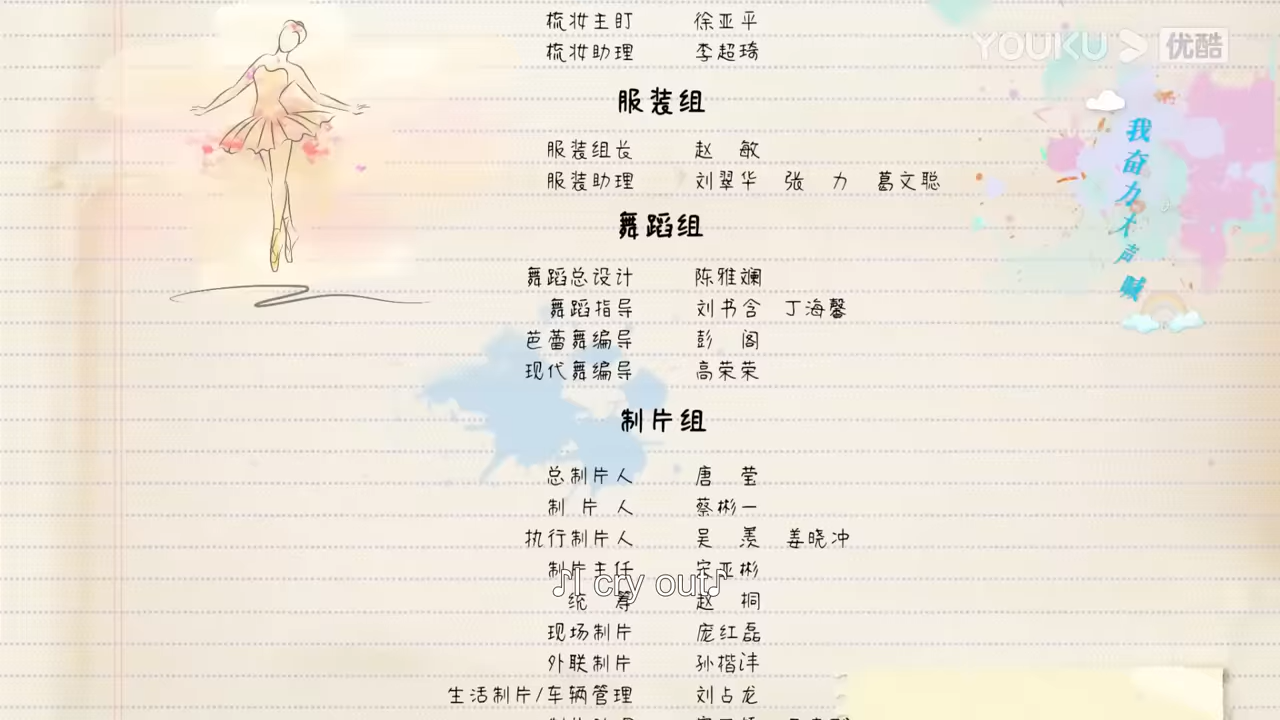 梳妆主盯 徐亚平
梳妆助理 李超琦
YOUKU 优酷
服装组
服装组长 赵 敏
服装助理 刘翠华 张 力 葛文聪
我奋力大声喊
舞蹈组
舞蹈总设计 陈雅斓
舞蹈指导 刘书含 丁海馨
芭蕾舞编导 彭 阁
现代舞编导 高荣荣
制片组
总制片人 唐 莹
制 片 人 蔡彬一
执行制片人 吴 羡 姜晓冲
制片主任 亚彬
♪I cry out♪
统 筹 赵 桐
现场制片 庞红磊
外联制片 孙楷沣
生活制片/车辆管理 刘占龙